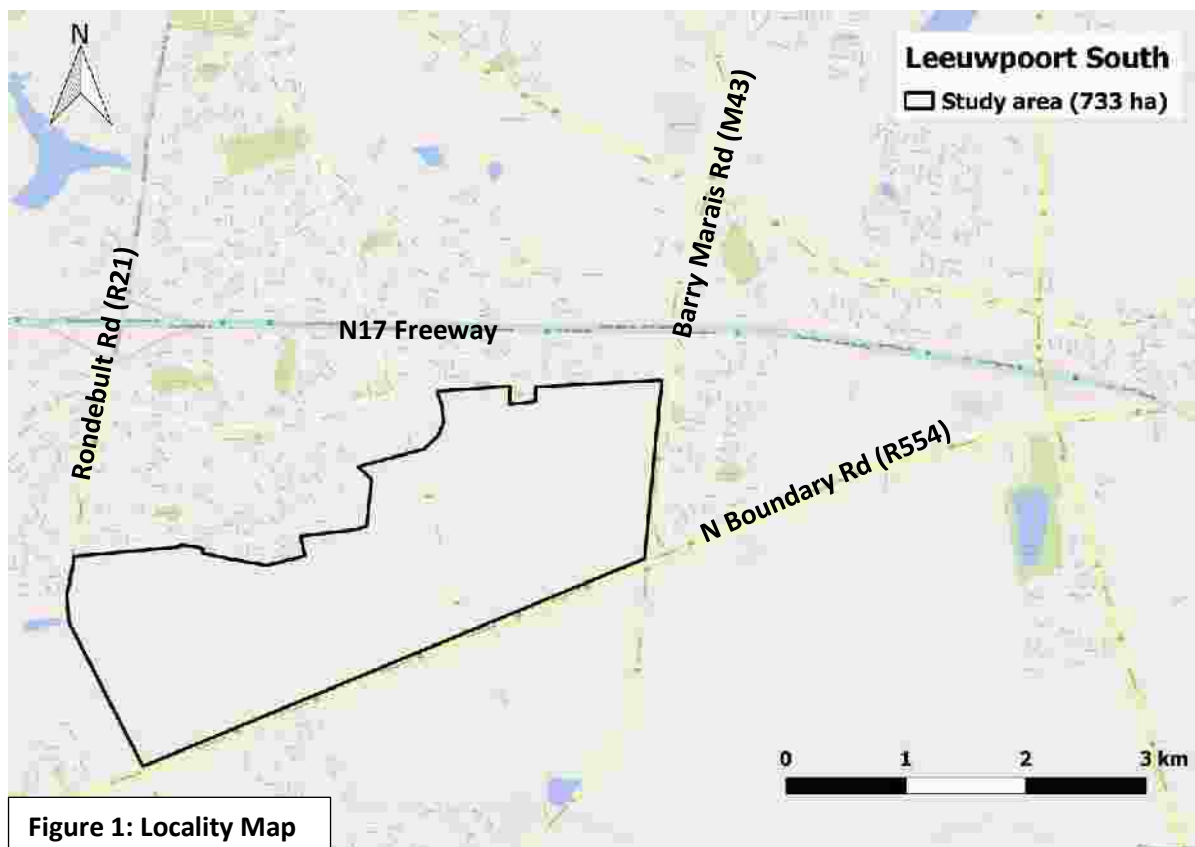 N
Leeuwpoort South
Study area (733 ha)
Barry Marais Rd (M43)
Rondebult Rd (R21)
N17 Freeway
N Boundary Rd (R554)
0 1 2 3 km
Figure 1: Locality Map